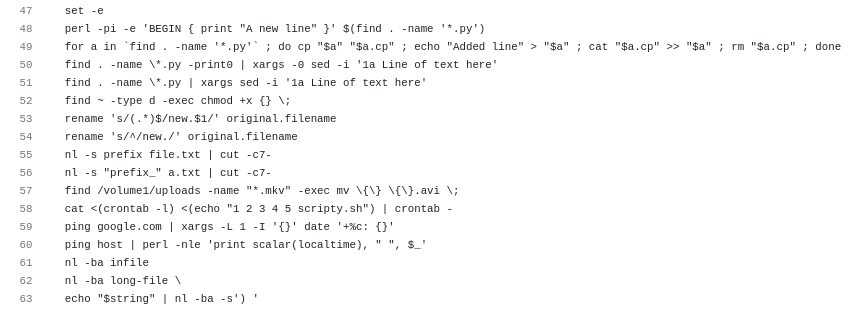 47 set -e
48 perl -pi -e 'BEGIN { print "A new line" }' $(find . -name '*.py')
49 for a in `find . -name '*.py'` ; do cp "$a" "$a.cp" ; echo "Added line" > "$a" ; cat "$a.cp" >> "$a" ; rm "$a.cp" ; done
50 find . -name \*.py -print0 | xargs -0 sed -i '1a Line of text here'
51 find . -name \*.py | xargs sed -i '1a Line of text here'
52 find ~ -type d -exec chmod +x {} \;
53 rename 's/(.*)$/new.$1/' original.filename
54 rename 's/^/new./' original.filename
55 nl -s prefix file.txt | cut -c7-
56 nl -s "prefix_" a.txt | cut -c7-
57 find /volume1/uploads -name "*.mkv" -exec mv \{\} \{\}.avi \;
58 cat <(crontab -l) <(echo "1 2 3 4 5 scripty.sh") | crontab -
59 ping google.com | xargs -L 1 -I '{}' date '+%c: {}'
60 ping host | perl -nle 'print scalar(localtime), " ", $_'
61 nl -ba infile
62 nl -ba long-file \
63 echo "$string" | nl -ba -s') '